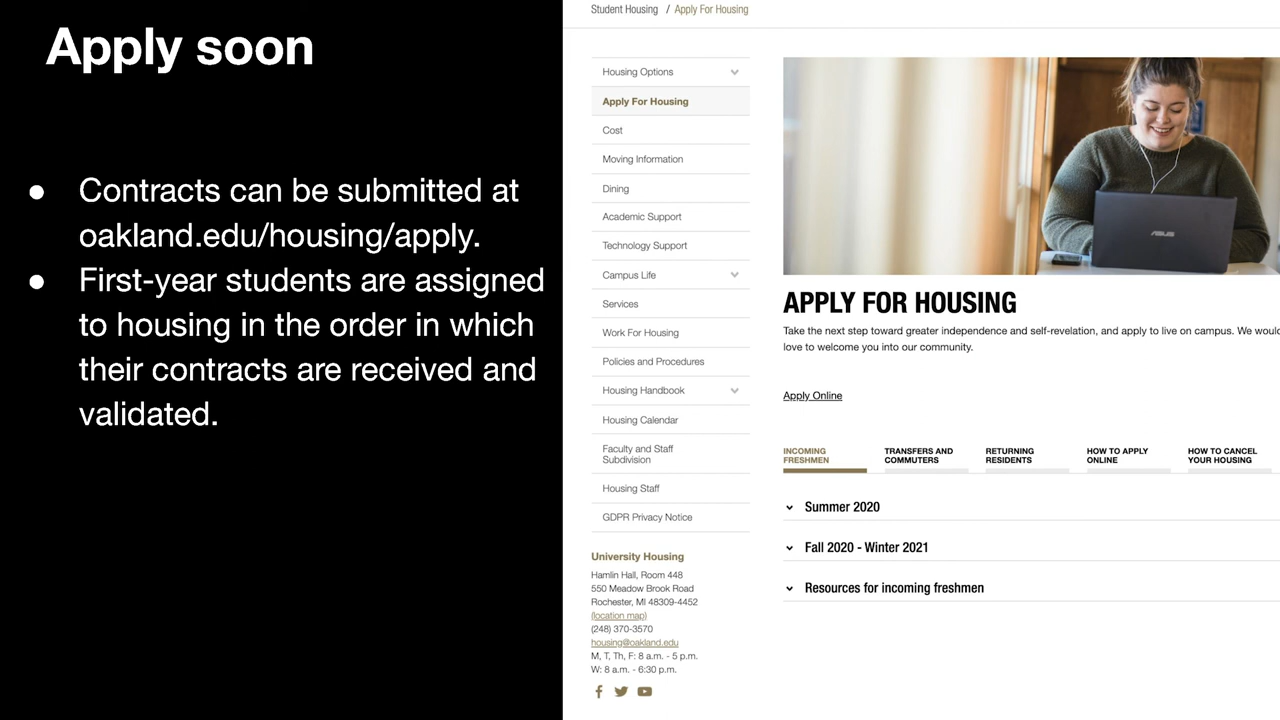 Apply soon
● Contracts can be submitted at
oakland.edu/housing/apply.
● First-year students are assigned
to housing in the order in which
their contracts are received and
validated.
Student Housing / Apply For Housing
Housing Options
Apply For Housing
Cost
Moving Information
Dining
Academic Support
Technology Support
Campus Life
Services
Work For Housing
Policies and Procedures
Housing Handbook
Housing Calendar
Faculty and Staff
Subdivision
Housing Staff
GDPR Privacy Notice
University Housing
Hamlin Hall, Room 448
550 Meadow Brook Road
Rochester, MI 48309-4452
(location map)
(248) 370-3570
housing@oakland.edu
M, T, Th, F: 8 a.m. - 5 p.m.
W: 8 a.m. - 6:30 p.m.
ASUS
APPLY FOR HOUSING
Take the next step toward greater independence and self-revelation, and apply to live on campus. We would
love to welcome you into our community.
Apply Online
INCOMING
FRESHMEN
TRANSFERS AND
COMMUTERS
RETURNING
RESIDENTS
HOW TO APPLY
ONLINE
HOW TO CANCEL
YOUR HOUSING
Summer 2020
Fall 2020 - Winter 2021
Resources for incoming freshmen